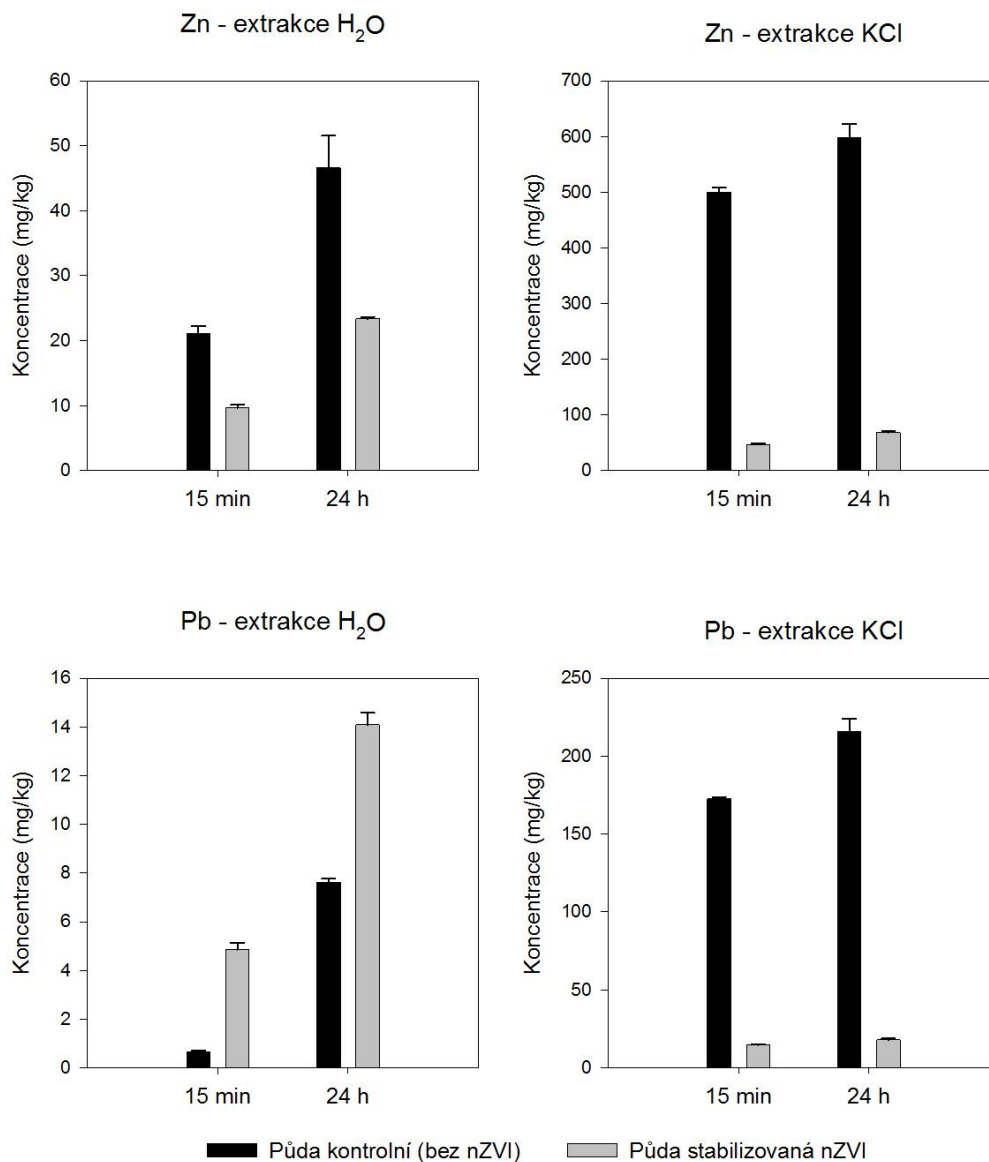 Zn - extrakce H₂O
Koncentrace (mg/kg)
60
50
40
30
20
10
0
15 min 24 h
Zn - extrakce KCl
Koncentrace (mg/kg)
700
600
500
400
300
200
100
0
15 min 24 h
Pb - extrakce H₂O
Koncentrace (mg/kg)
16
14
12
10
8
6
4
2
0
15 min 24 h
Pb - extrakce KCl
Koncentrace (mg/kg)
250
200
150
100
50
0
15 min 24 h
Půda kontrolní (bez nZVI) Půda stabilizovaná nZVI